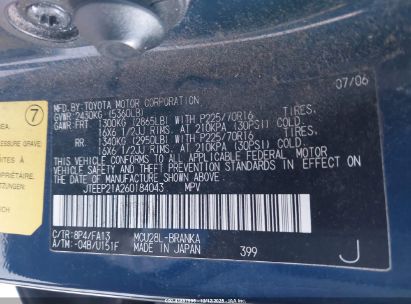 07/06
MFD.BY:TOYOTA MOTOR CORPORATION
GVWR:2430KG (5360LB)
GAWR:FRT 1300KG (2865LB) WITH P225/70R16 TIRES,
16X6 1/2JJ RIMS, AT 210KPA (30PSI) COLD.
RR 1340KG (2950LB) WITH P225/70R16 TIRES,
16X6 1/2JJ RIMS, AT 210KPA (30PSI) COLD.
THIS VEHICLE CONFORMS TO ALL APPLICABLE FEDERAL MOTOR
VEHICLE SAFETY AND THEFT PREVENTION STANDARDS IN EFFECT
ON THE DATE OF MANUFACTURE SHOWN ABOVE.
JTEEP21A260184043 MPV
C/TR:8P4/FA13 MCU28L-BRANKA
A/TM:-04B/U151F MADE IN JAPAN 399
J
7
PRESSURE GRAVE,